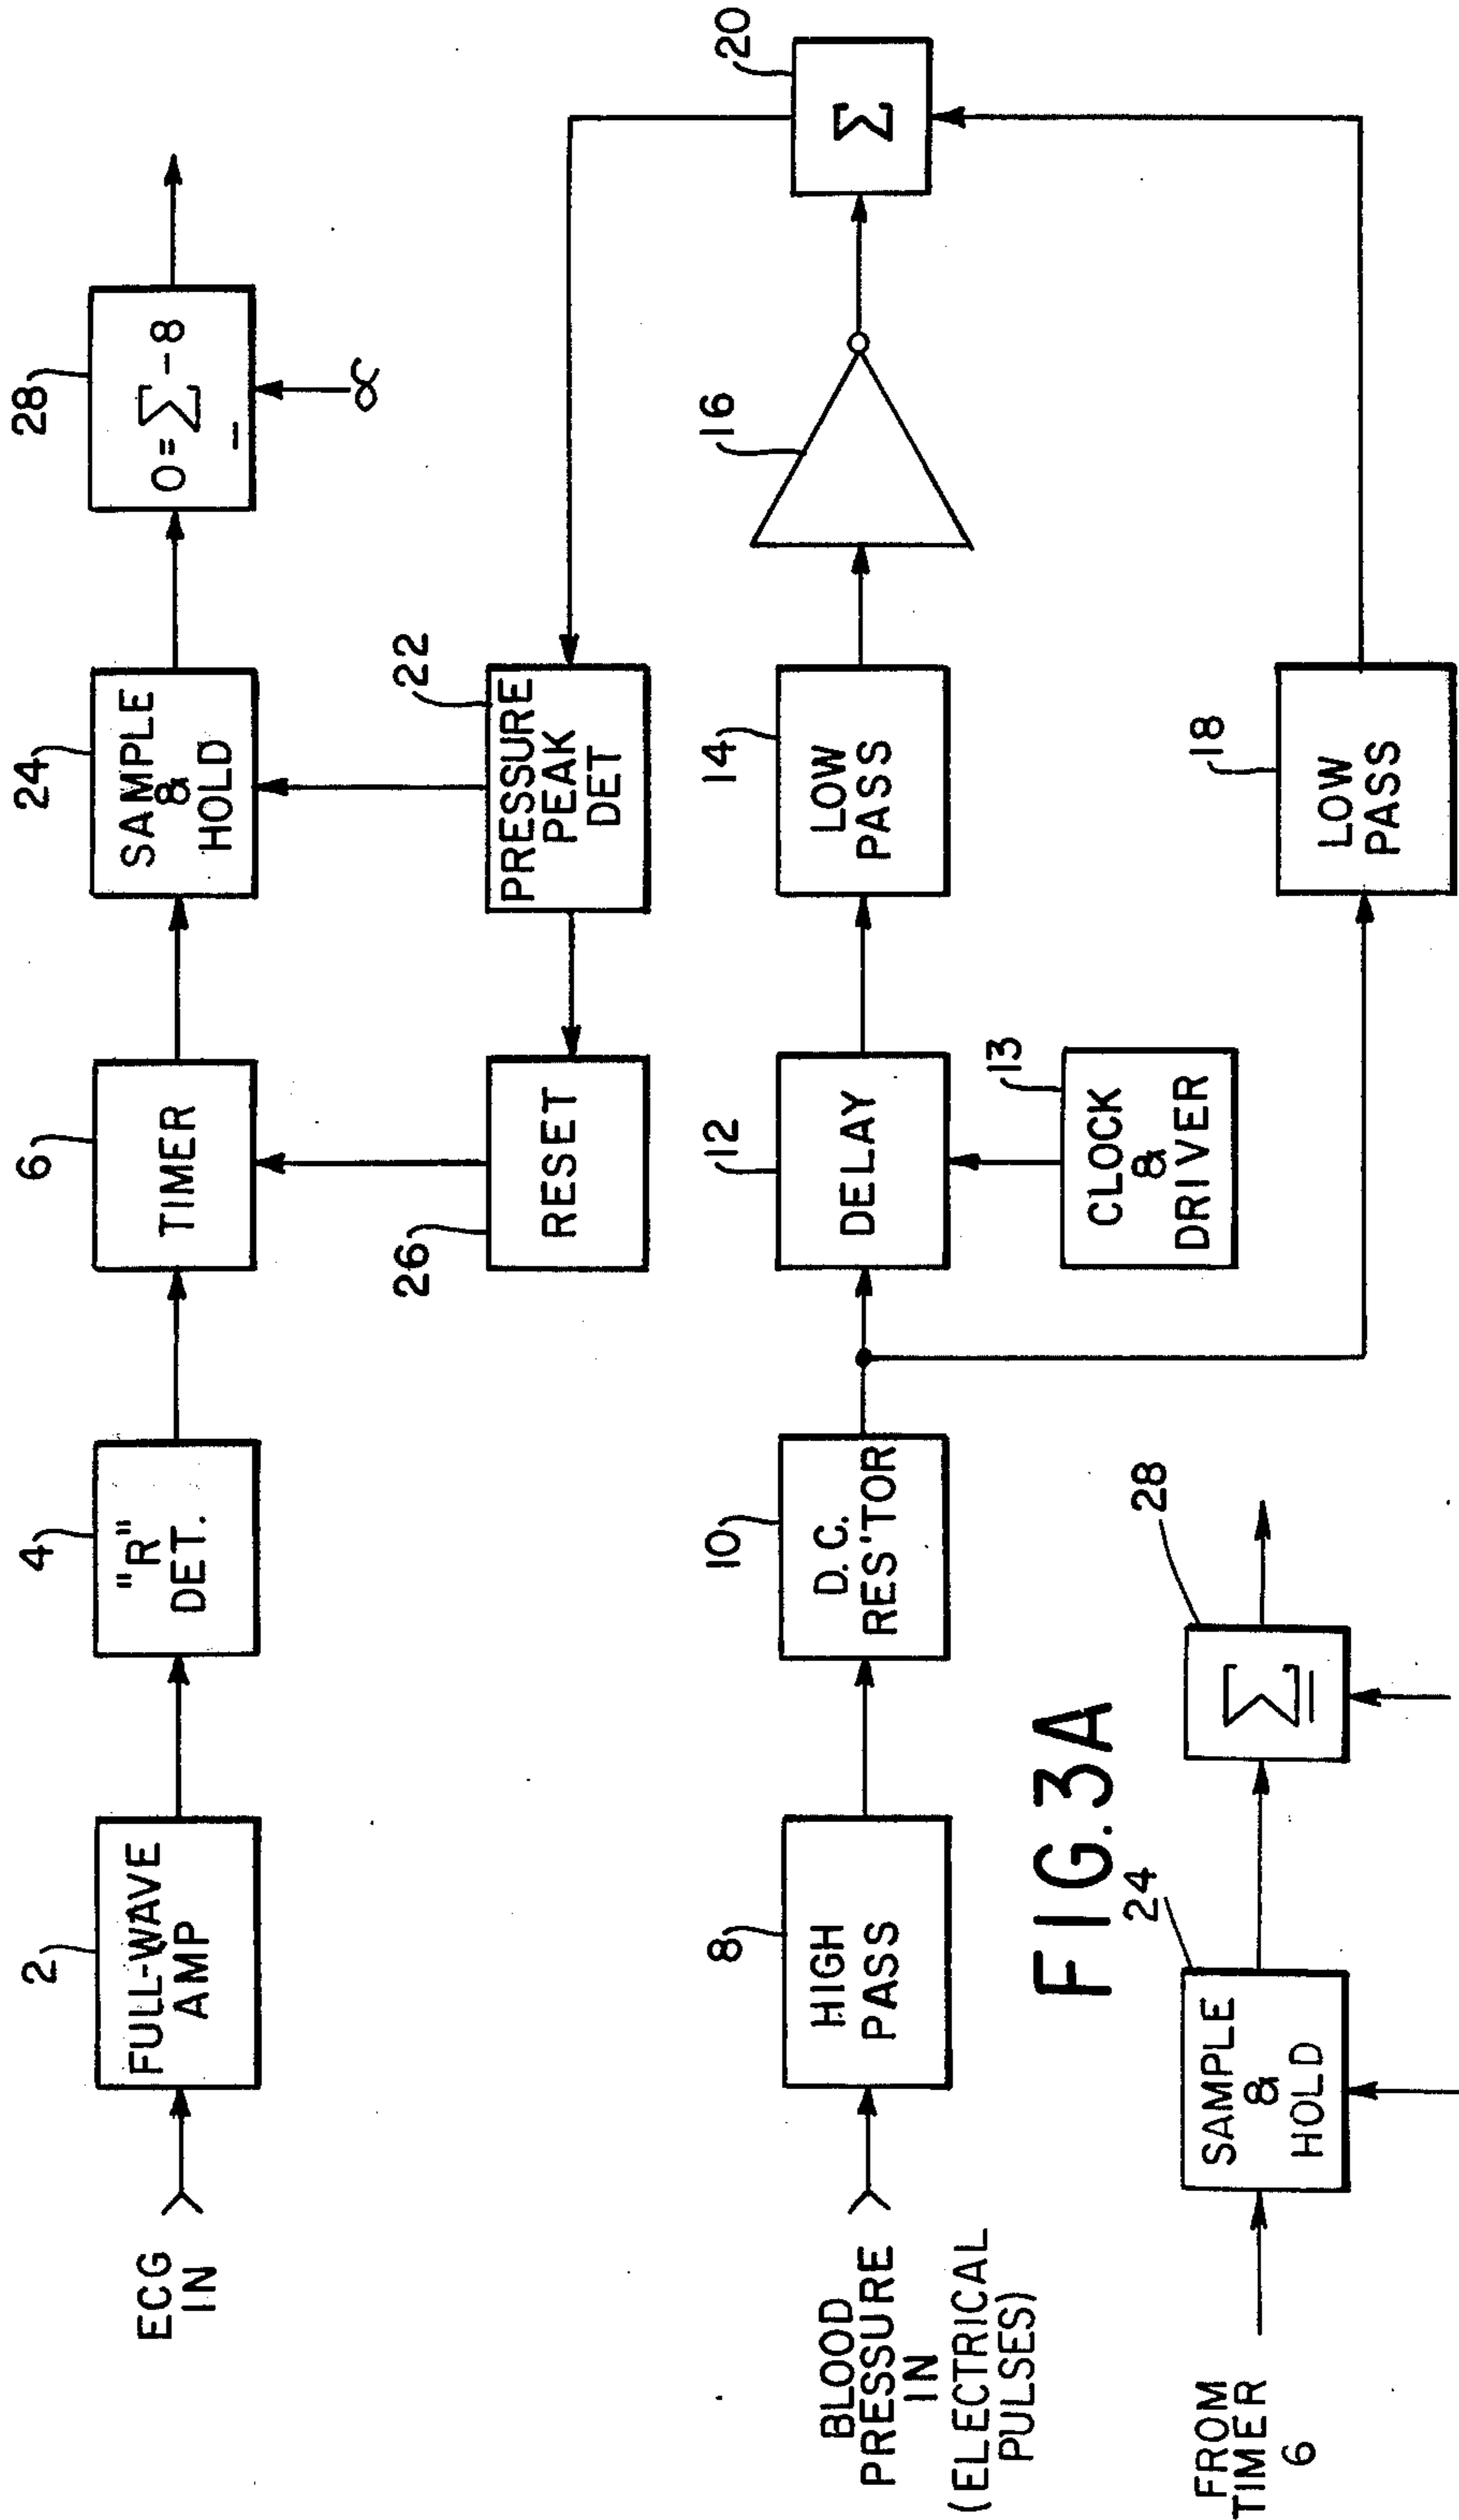 ECG
IN
2
FULL-WAVE
AMP
4
"R"
DET.
6
TIMER
24
SAMPLE
&
HOLD
28
0=∑-8
-
α
26
RESET
22
PRESSURE
PEAK
DET
BLOOD
PRESSURE
IN
(ELECTRICAL
PULSES)
8
HIGH
PASS
10
D.C.
RES'TOR
12
DELAY
13
CLOCK
&
DRIVER
14
LOW
PASS
16
20
∑
18
LOW
PASS
FIG.3A
FROM
TIMER
6
24
SAMPLE
&
HOLD
28
∑